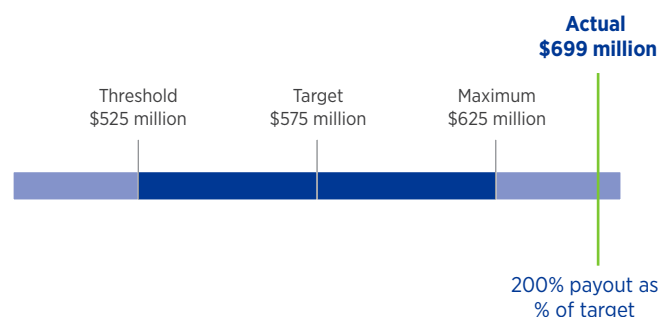 Actual
$699 million
Threshold
$525 million
Target
$575 million
Maximum
$625 million
200% payout as
% of target